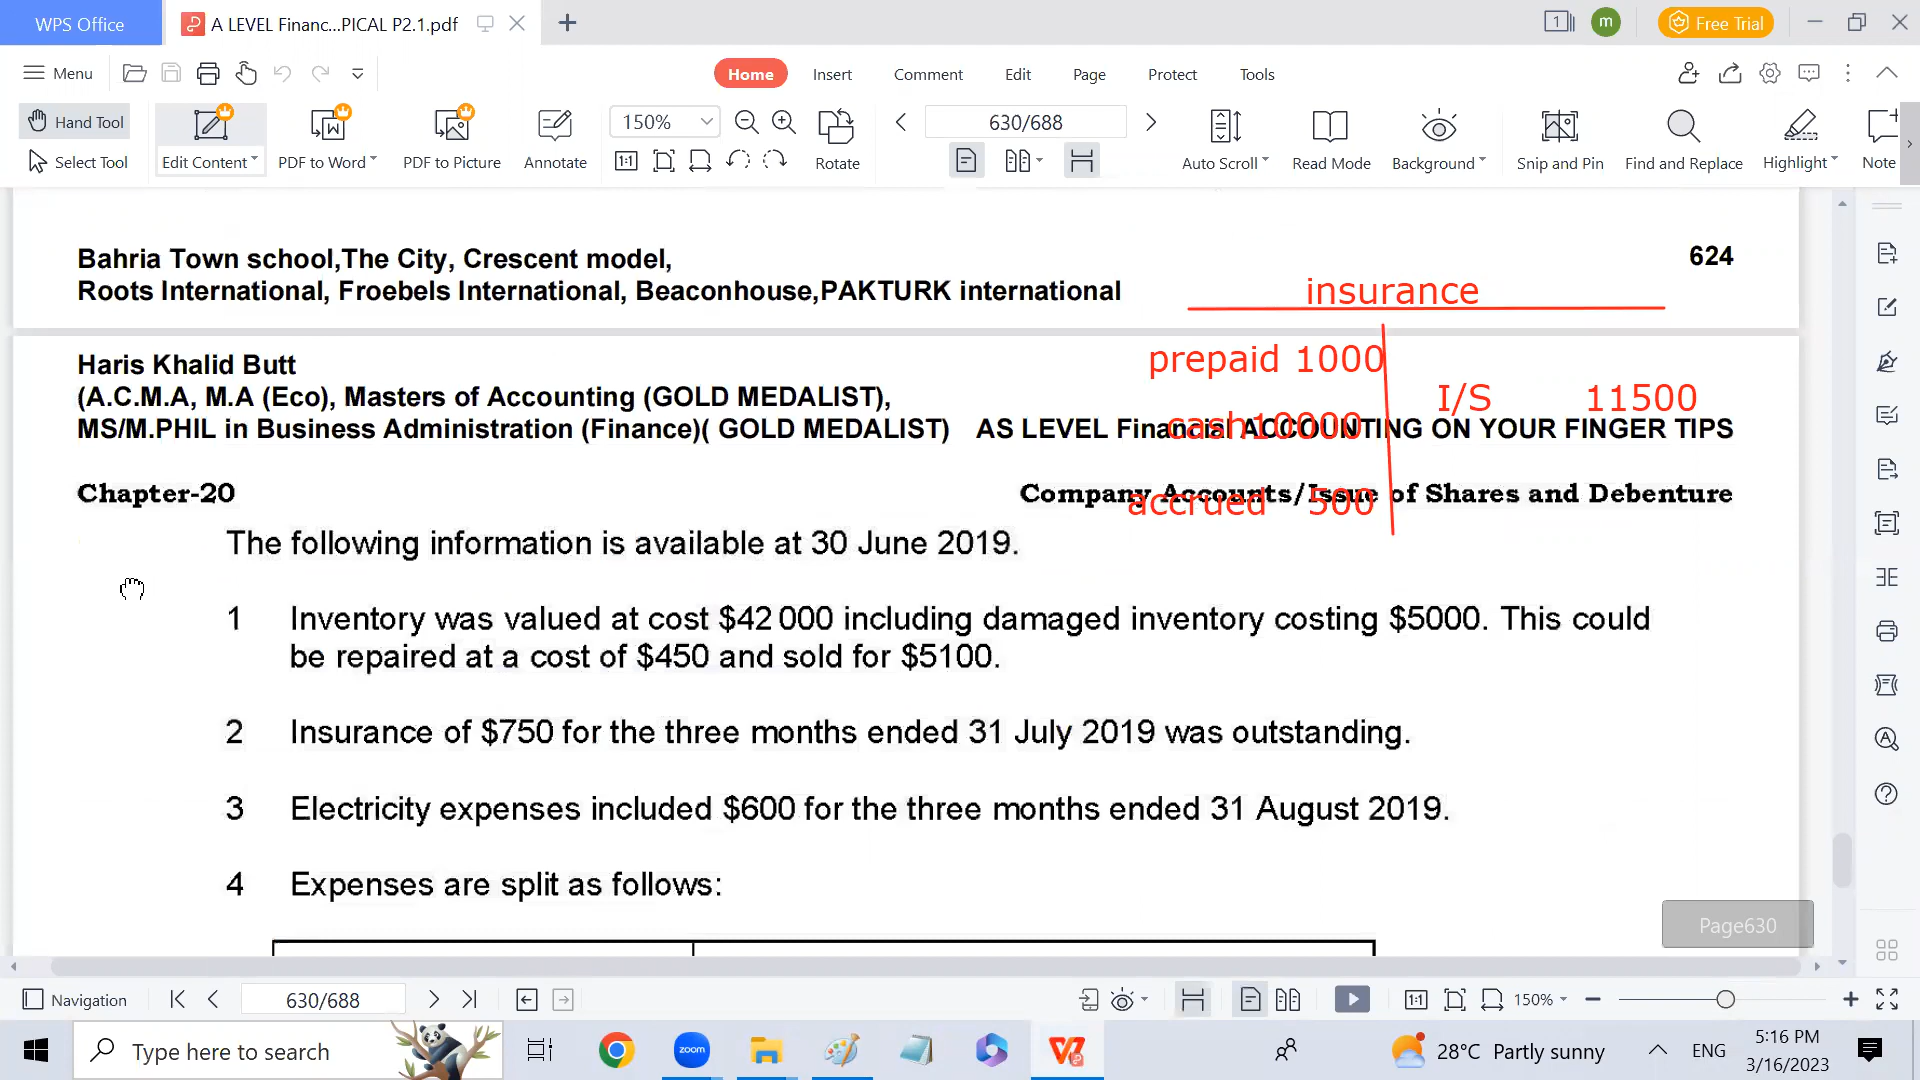 WPS Office
A LEVEL Financ...PICAL P2.1.pdf
1
m
Free Trial
Menu
Home
Insert
Comment
Edit
Page
Protect
Tools
Hand Tool
Select Tool
Edit Content
PDF to Word
PDF to Picture
Annotate
150%
1:1
Rotate
630/688
Auto Scroll
Read Mode
Background
Snip and Pin
Find and Replace
Highlight
Note
Bahria Town school,The City, Crescent model,
624
Roots International, Froebels International, Beaconhouse,PAKTURK international
insurance
Haris Khalid Butt
prepaid 1000
(A.C.M.A, M.A (Eco), Masters of Accounting (GOLD MEDALIST),
I/S 11500
MS/M.PHIL in Business Administration (Finance)( GOLD MEDALIST) AS LEVEL Financial ACCOUNTING ON YOUR FINGER TIPS
cash10000
Chapter-20
Company Accounts/Issue of Shares and Debenture
accrued 500
The following information is available at 30 June 2019.
1 Inventory was valued at cost $42 000 including damaged inventory costing $5000. This could
be repaired at a cost of $450 and sold for $5100.
2 Insurance of $750 for the three months ended 31 July 2019 was outstanding.
3 Electricity expenses included $600 for the three months ended 31 August 2019.
4 Expenses are split as follows:
Page630
Navigation
630/688
1:1
150%
Type here to search
zoom
28°C Partly sunny
ENG
5:16 PM
3/16/2023